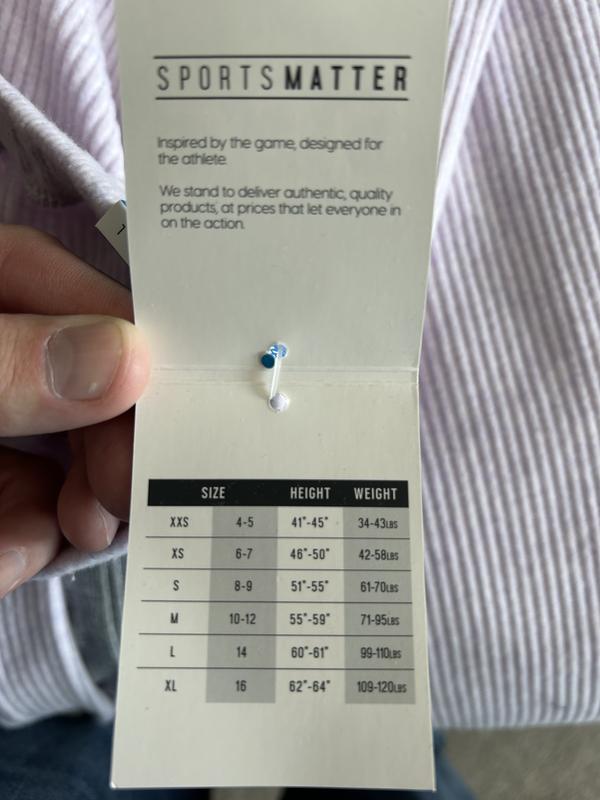 SPORTSMATTER
Inspired by the game, designed for
the athlete.
We stand to deliver authentic, quality
products, at prices that let everyone in
on the action.
SIZE HEIGHT WEIGHT
XXS 4-5 41"-45" 34-43LBS
XS 6-7 46"-50" 42-58LBS
S 8-9 51"-55" 61-70LBS
M 10-12 55"-59" 71-95LBS
L 14 60"-61" 99-110LBS
XL 16 62"-64" 109-120LBS